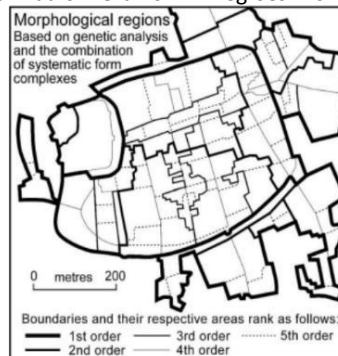 Morphological regions
Based on genetic analysis
and the combination
of systematic form
complexes
0 metres 200
Boundaries and their respective areas rank as follows:
1st order 3rd order 5th order
2nd order 4th order